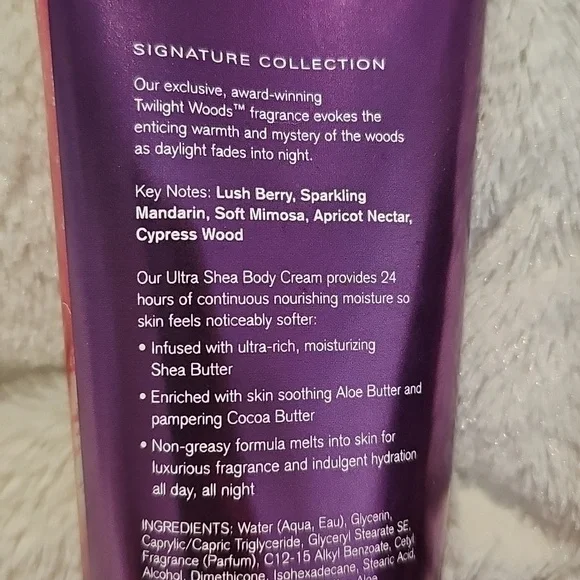 SIGNATURE COLLECTION
Our exclusive, award-winning
Twilight Woods™ fragrance evokes the
enticing warmth and mystery of the woods
as daylight fades into night.
Key Notes: Lush Berry, Sparkling
Mandarin, Soft Mimosa, Apricot Nectar,
Cypress Wood
Our Ultra Shea Body Cream provides 24
hours of continuous nourishing moisture so
skin feels noticeably softer:
• Infused with ultra-rich, moisturizing
Shea Butter
• Enriched with skin soothing Aloe Butter and
pampering Cocoa Butter
• Non-greasy formula melts into skin for
luxurious fragrance and indulgent hydration
all day, all night
INGREDIENTS: Water (Aqua, Eau), Glycerin,
Caprylic/Capric Triglyceride, Glyceryl Stearate SE,
Fragrance (Parfum), C12-15 Alkyl Benzoate, Cetyl
Alcohol, Dimethicone, Isohexadecane, Stearic Acid,
Aloe